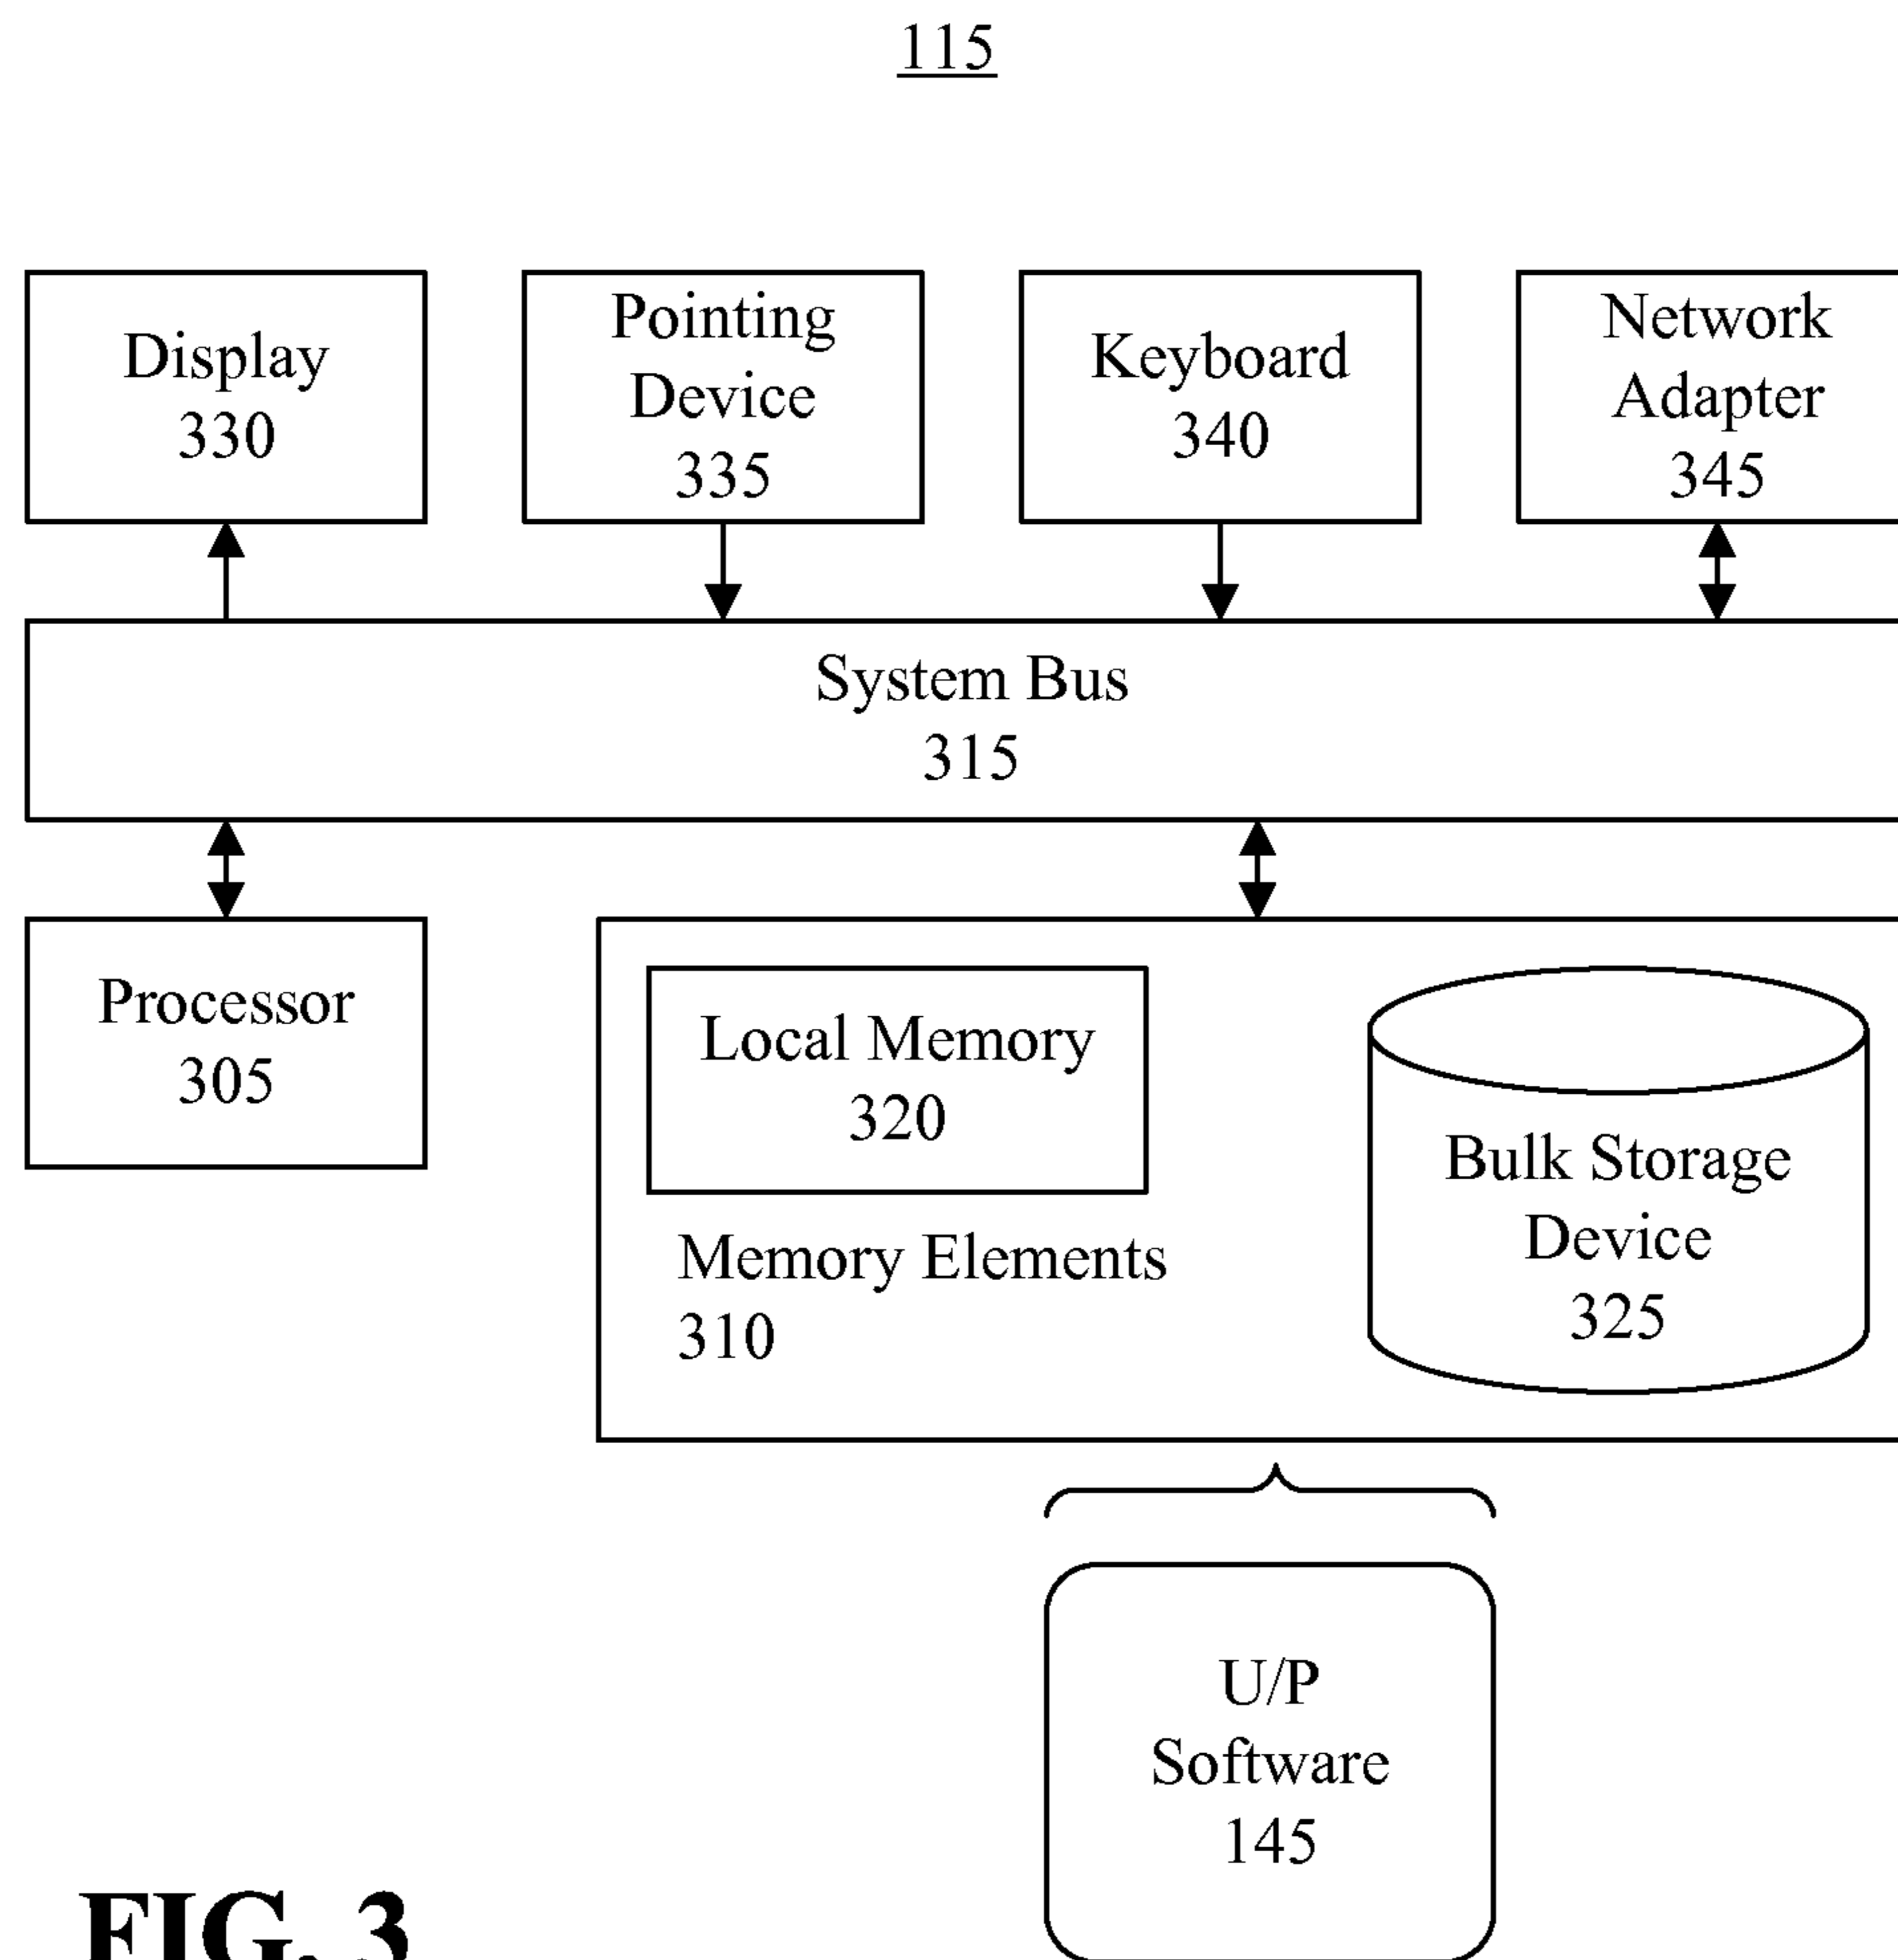 115
Display
330
Pointing
Device
335
Keyboard
340
Network
Adapter
345
System Bus
315
Processor
305
Local Memory
320
Memory Elements
310
Bulk Storage
Device
325
U/P
Software
145
FIG. 3